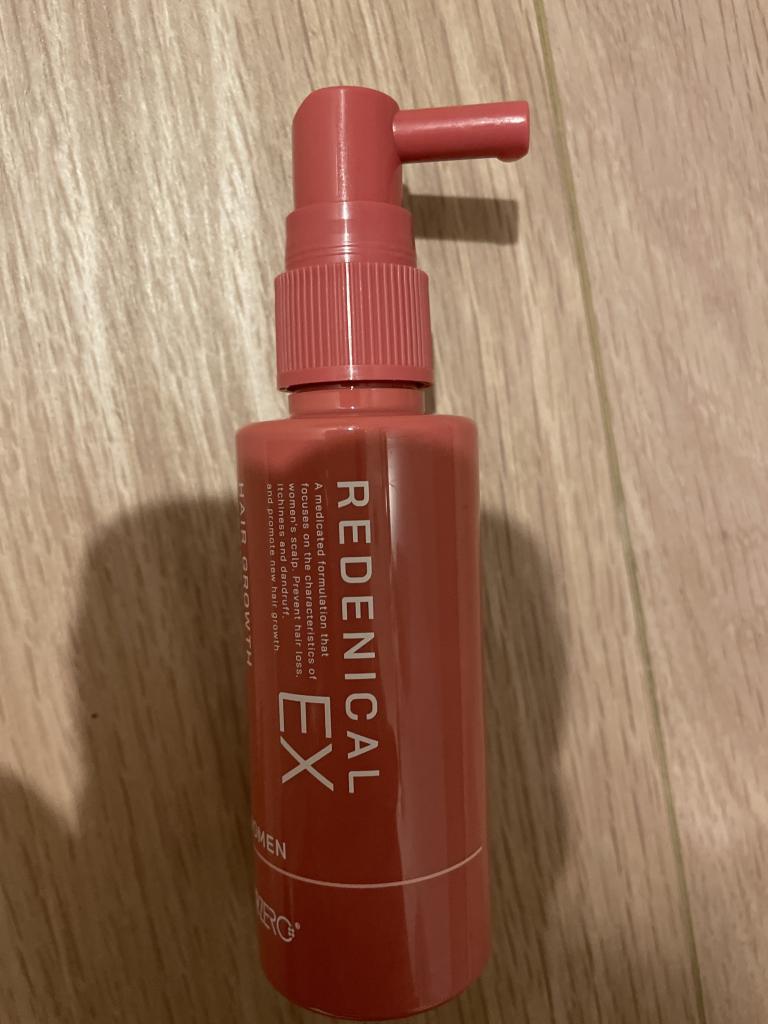 REDENICAL
EX
A medicated formulation that
focuses on the characteristics of
women's scalp. Prevent hair loss,
itchiness and dandruff,
and promote new hair growth.
HAIR GROWTH